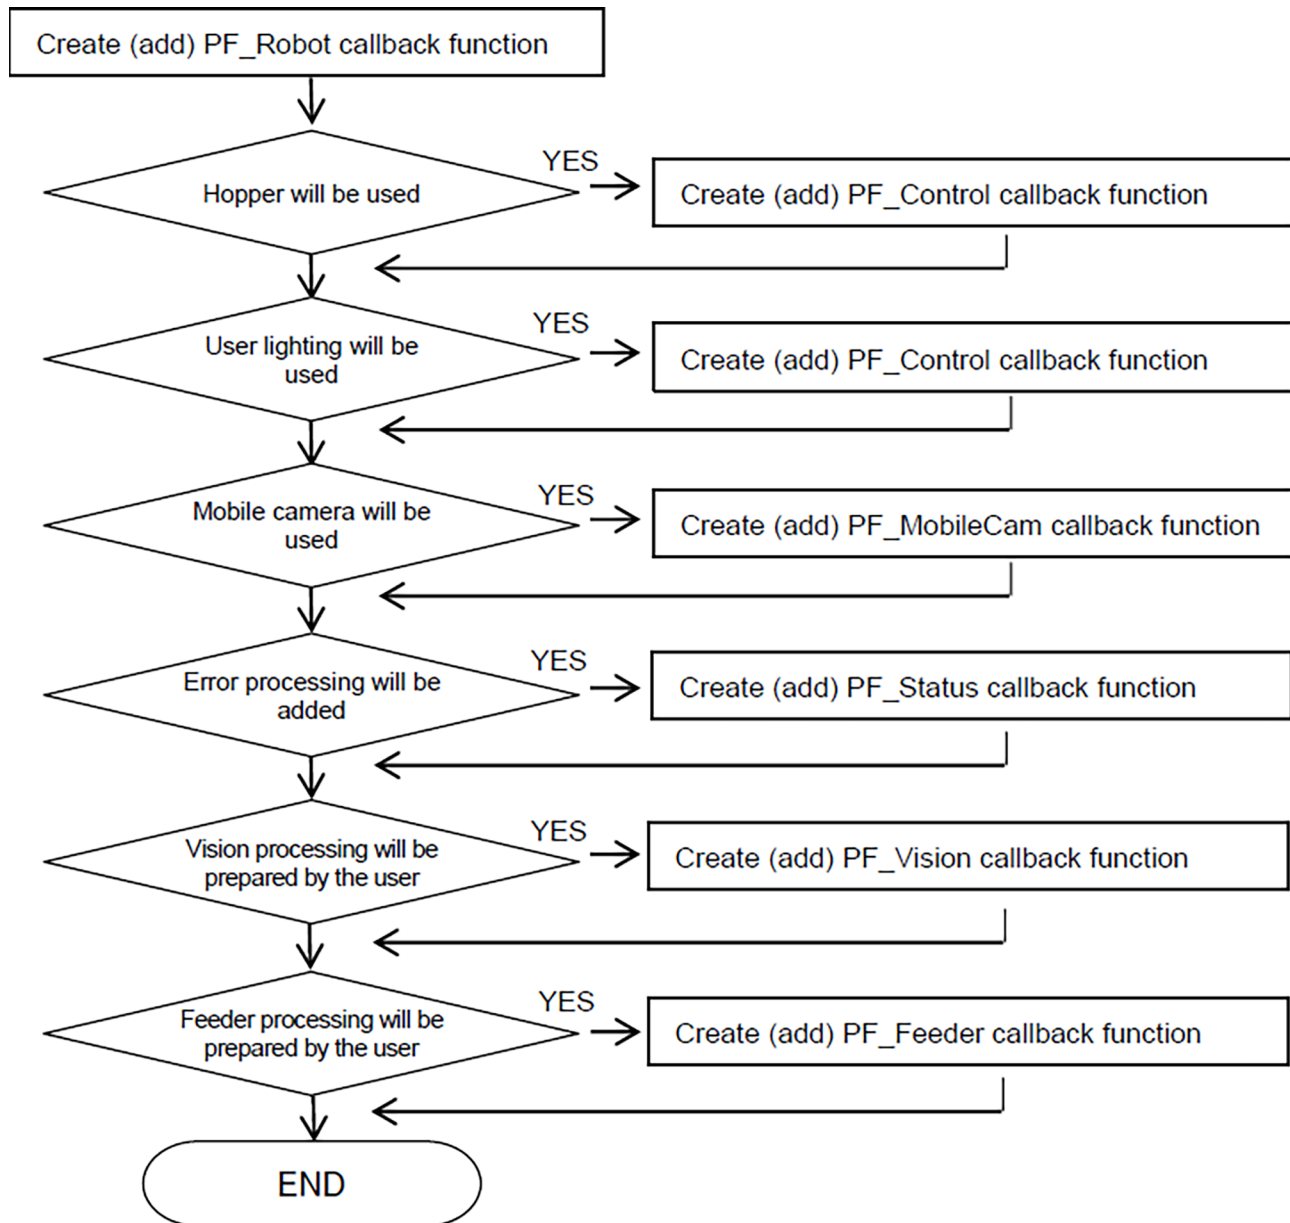 Create (add) PF_Robot callback function
YES
Hopper will be used
Create (add) PF_Control callback function
YES
User lighting will be
used
Create (add) PF_Control callback function
YES
Mobile camera will be
used
Create (add) PF_MobileCam callback function
YES
Error processing will be
added
Create (add) PF_Status callback function
YES
Vision processing will be
prepared by the user
Create (add) PF_Vision callback function
YES
Feeder processing will be
prepared by the user
Create (add) PF_Feeder callback function
END